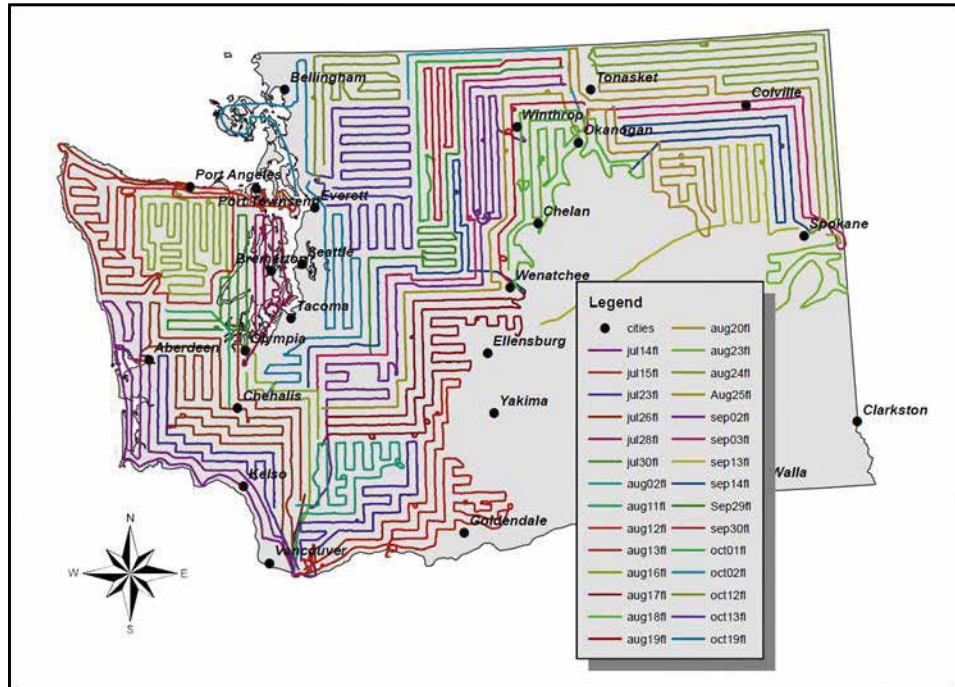 Bellingham
Tonasket
Colville
Winthrop
Okanogan
Port Angeles
Port Townsend
Everett
Chelan
Spokane
Seattle
Bremerton
Wenatchee
Tacoma
Olympia
Aberdeen
Ellensburg
Chehalis
Yakima
Clarkston
Kelso
Walla
Goldendale
Vancouver
N
W E
S
Legend
cities
jul14fl
jul15fl
jul23fl
jul26fl
jul28fl
jul30fl
aug02fl
aug11fl
aug12fl
aug13fl
aug16fl
aug17fl
aug18fl
aug19fl
aug20fl
aug23fl
aug24fl
Aug25fl
sep02fl
sep03fl
sep13fl
sep14fl
Sep29fl
sep30fl
oct01fl
oct02fl
oct12fl
oct13fl
oct19fl